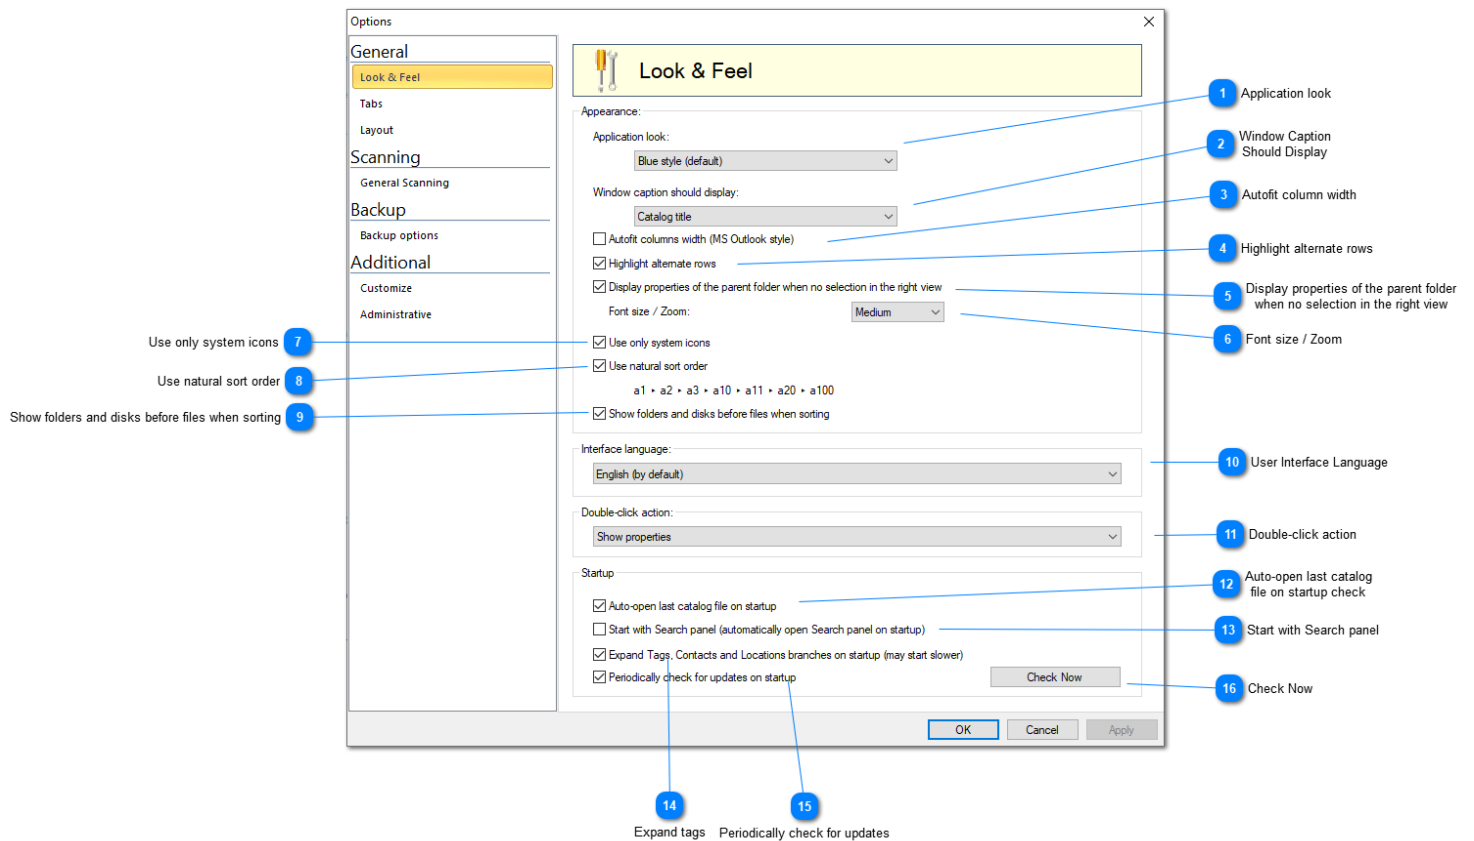 Options
General
Look & Feel
Tabs
Layout
Scanning
General Scanning
Backup
Backup options
Additional
Customize
Administrative
Look & Feel
Appearance:
Application look:
Blue style (default)
Window caption should display:
Catalog title
Autofit columns width (MS Outlook style)
Highlight alternate rows
Display properties of the parent folder when no selection in the right view
Font size / Zoom:
Medium
Use only system icons
Use natural sort order
a1 ‣ a2 ‣ a3 ‣ a10 ‣ a11 ‣ a20 ‣ a100
Show folders and disks before files when sorting
Interface language:
English (by default)
Double-click action:
Show properties
Startup
Auto-open last catalog file on startup
Start with Search panel (automatically open Search panel on startup)
Expand Tags, Contacts and Locations branches on startup (may start slower)
Periodically check for updates on startup
Check Now
OK
Cancel
Apply
1 Application look
2 Window Caption
Should Display
3 Autofit column width
4 Highlight alternate rows
5 Display properties of the parent folder
when no selection in the right view
6 Font size / Zoom
Use only system icons 7
Use natural sort order 8
Show folders and disks before files when sorting 9
10 User Interface Language
11 Double-click action
12 Auto-open last catalog
file on startup check
13 Start with Search panel
16 Check Now
14
Expand tags
15
Periodically check for updates